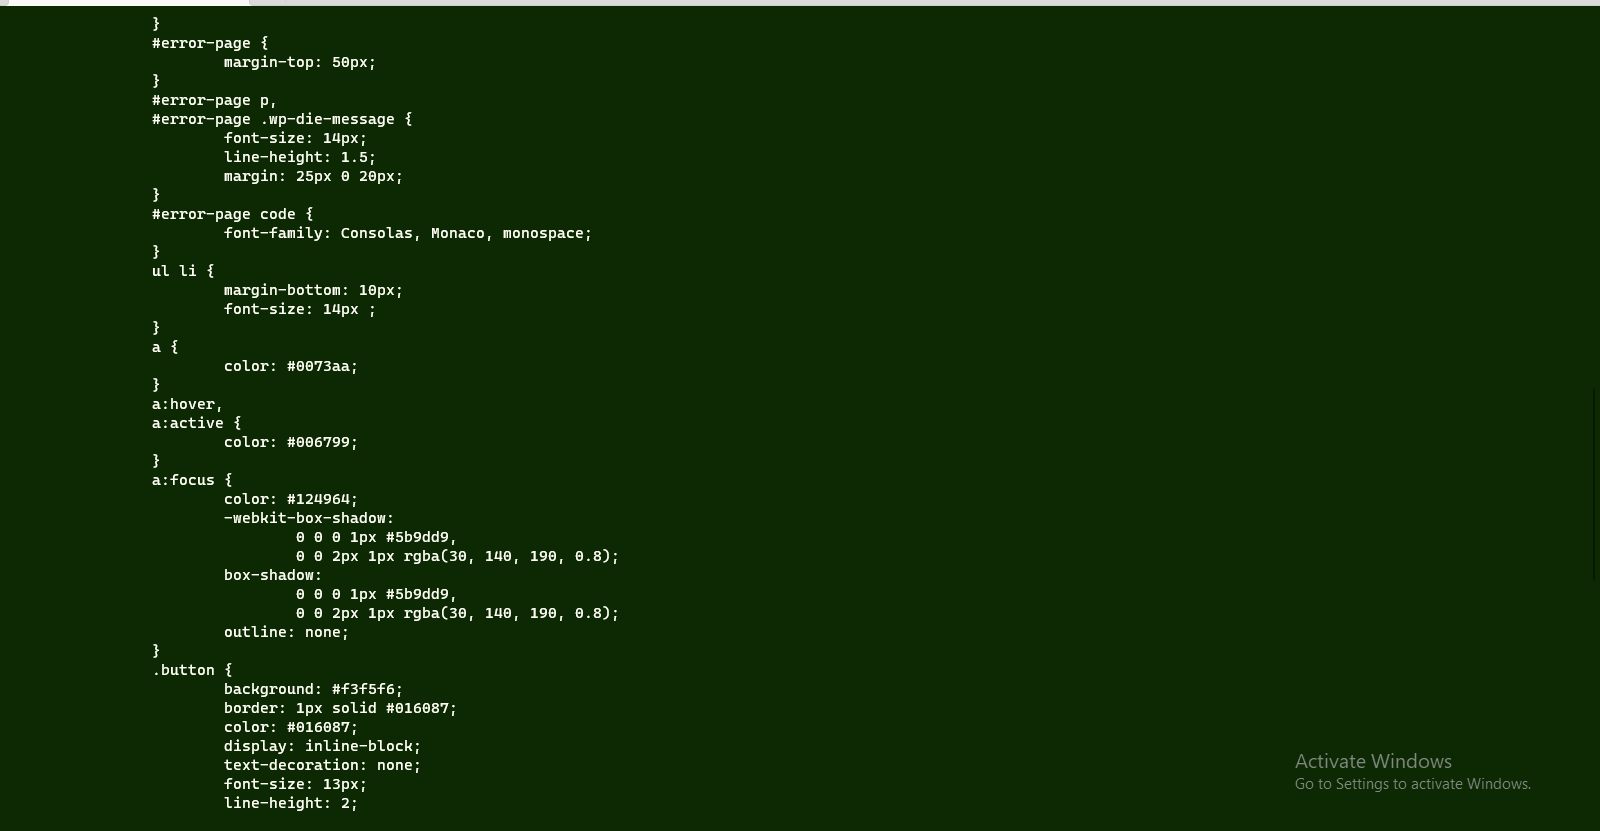 }
#error-page {
margin-top: 50px;
}
#error-page p,
#error-page .wp-die-message {
font-size: 14px;
line-height: 1.5;
margin: 25px 0 20px;
}
#error-page code {
font-family: Consolas, Monaco, monospace;
}
ul li {
margin-bottom: 10px;
font-size: 14px ;
}
a {
color: #0073aa;
}
a:hover,
a:active {
color: #006799;
}
a:focus {
color: #124964;
-webkit-box-shadow:
0 0 0 1px #5b9dd9,
0 0 2px 1px rgba(30, 140, 190, 0.8);
box-shadow:
0 0 0 1px #5b9dd9,
0 0 2px 1px rgba(30, 140, 190, 0.8);
outline: none;
}
.button {
background: #f3f5f6;
border: 1px solid #016087;
color: #016087;
display: inline-block;
text-decoration: none;
font-size: 13px;
line-height: 2;
Activate Windows
Go to Settings to activate Windows.